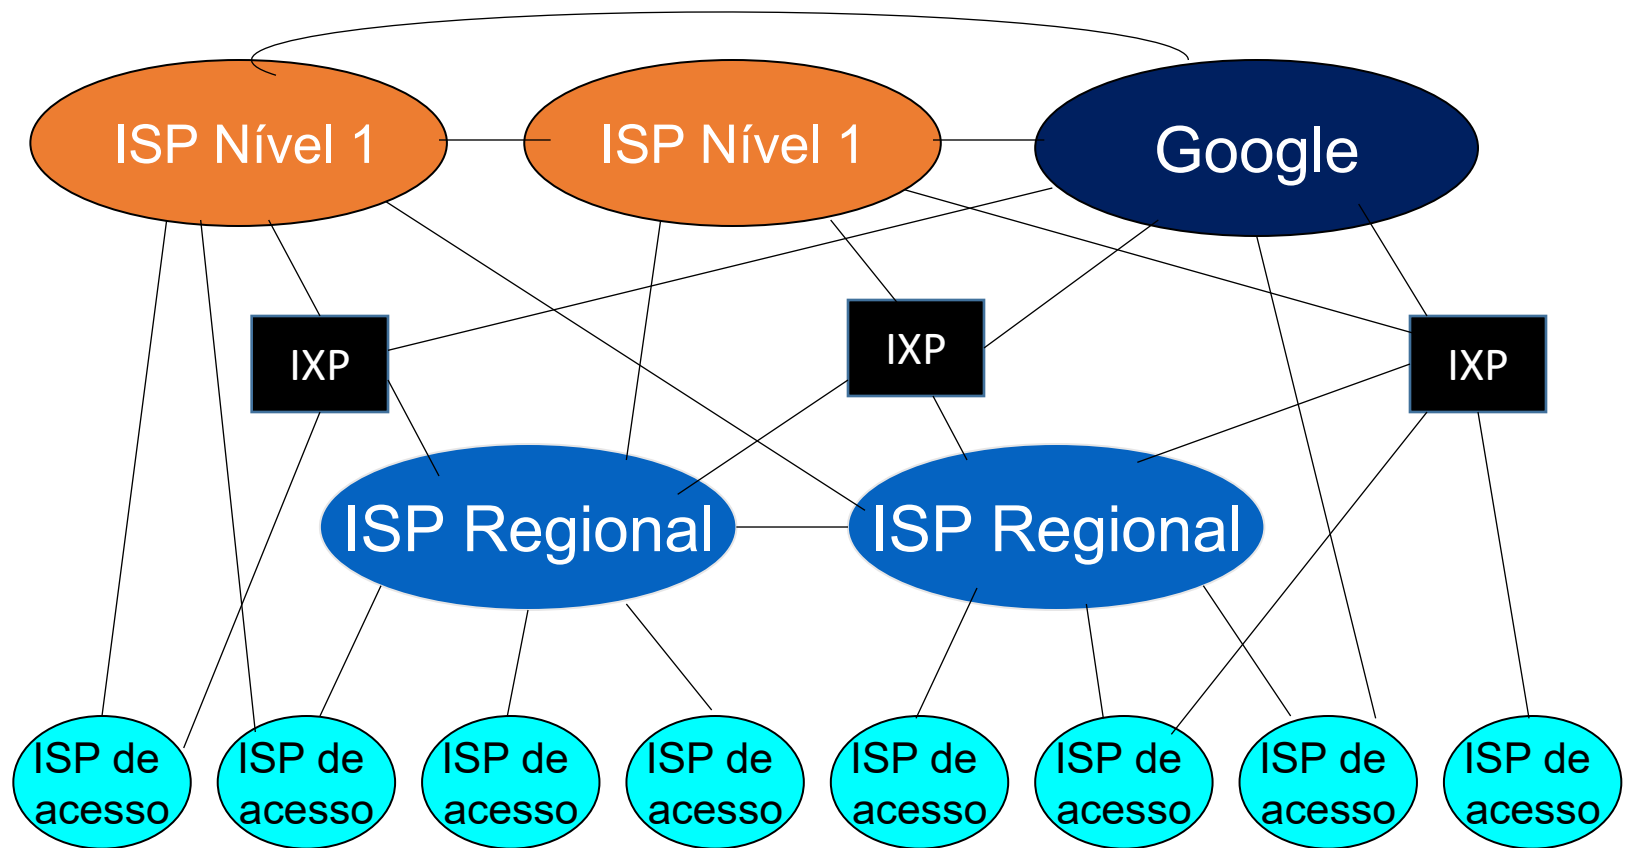 ISP Nível 1
ISP Nível 1
Google
IXP
IXP
IXP
ISP Regional
ISP Regional
ISP de
acesso
ISP de
acesso
ISP de
acesso
ISP de
acesso
ISP de
acesso
ISP de
acesso
ISP de
acesso
ISP de
acesso